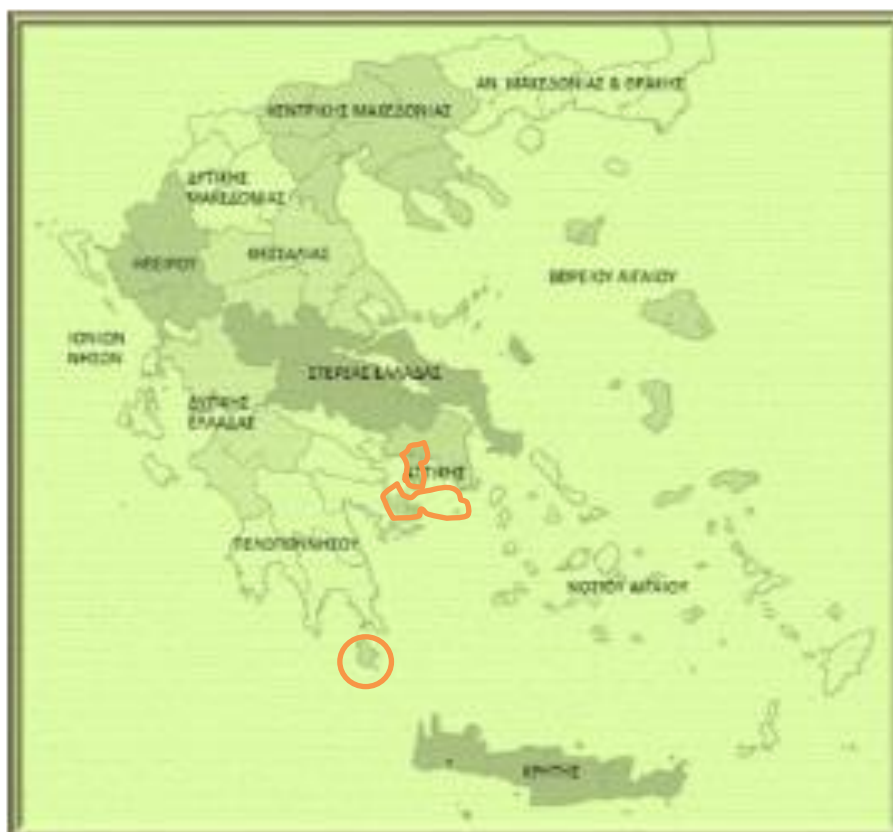 ΑΝ. ΜΑΚΕΔΟΝΙΑΣ & ΘΡΑΚΗΣ
ΚΕΝΤΡΙΚΗΣ ΜΑΚΕΔΟΝΙΑΣ
ΔΥΤΙΚΗΣ
ΜΑΚΕΔΟΝΙΑΣ
ΗΠΕΙΡΟΥ
ΘΕΣΣΑΛΙΑΣ
ΒΟΡΕΙΟΥ ΑΙΓΑΙΟΥ
ΙΟΝΙΩΝ
ΝΗΣΩΝ
ΣΤΕΡΕΑΣ ΕΛΛΑΔΑΣ
ΔΥΤΙΚΗΣ
ΕΛΛΑΔΑΣ
ΑΤΤΙΚΗΣ
ΠΕΛΟΠΟΝΝΗΣΟΥ
ΝΟΤΙΟΥ ΑΙΓΑΙΟΥ
ΚΡΗΤΗΣ